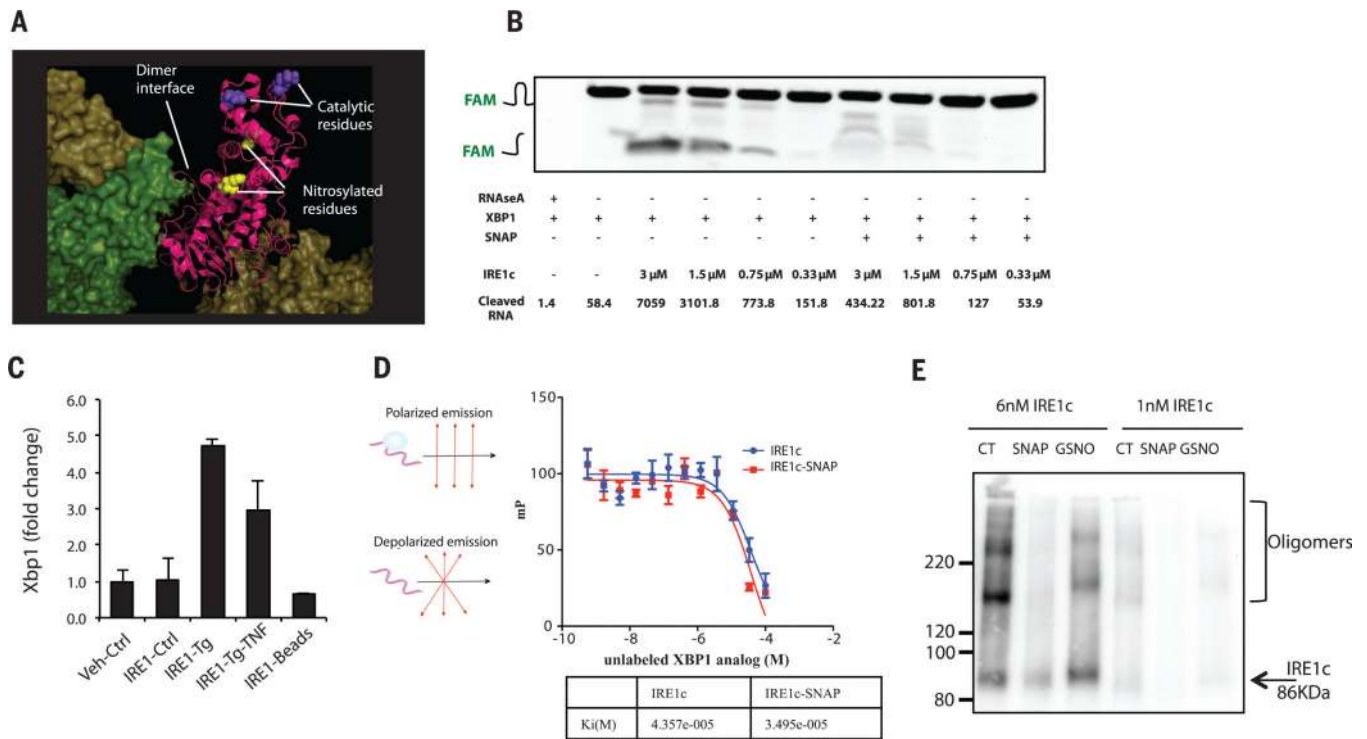 A
Dimer
interface
Catalytic
residues
Nitrosylated
residues
B
FAM
FAM
RNAseA + - - - - - - - - -
XBP1 + + + + + + + + + +
SNAP - - - - - - + + + +
IRE1c - - 3 µM 1.5 µM 0.75 µM 0.33 µM 3 µM 1.5 µM 0.75 µM 0.33 µM
Cleaved
RNA 1.4 58.4 7059 3101.8 773.8 151.8 434.22 801.8 127 53.9
C
Xbp1 (fold change)
6.0
5.0
4.0
3.0
2.0
1.0
0.0
Veh-Ctrl
IRE1-Ctrl
IRE1-Tg
IRE1-Tg-TNF
IRE1-Beads
D
Polarized emission
Depolarized emission
mP
150
100
50
0
-10 -8 -6 -4 -2
unlabeled XBP1 analog (M)
IRE1c
IRE1c-SNAP
IRE1c IRE1c-SNAP
Ki(M) 4.357e-005 3.495e-005
E
6nM IRE1c 1nM IRE1c
CT SNAP GSNO CT SNAP GSNO
220
120
100
80
Oligomers
IRE1c
86KDa